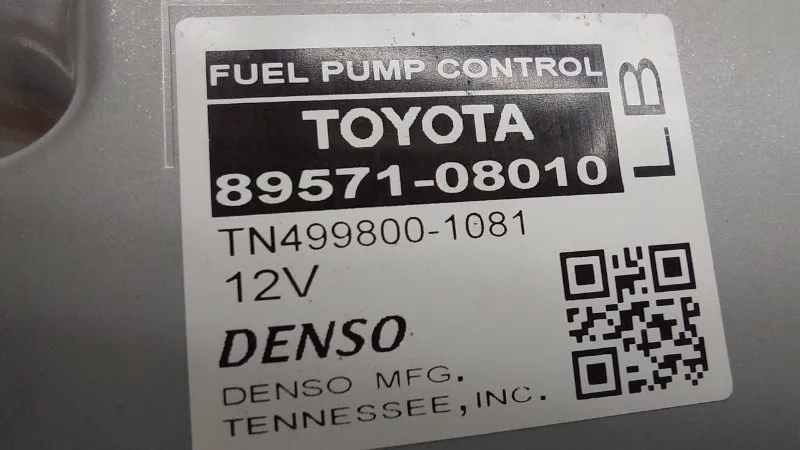 FUEL PUMP CONTROL
TOYOTA
89571-08010
LB
TN499800-1081
12V
DENSO
DENSO MFG.
TENNESSEE, INC.